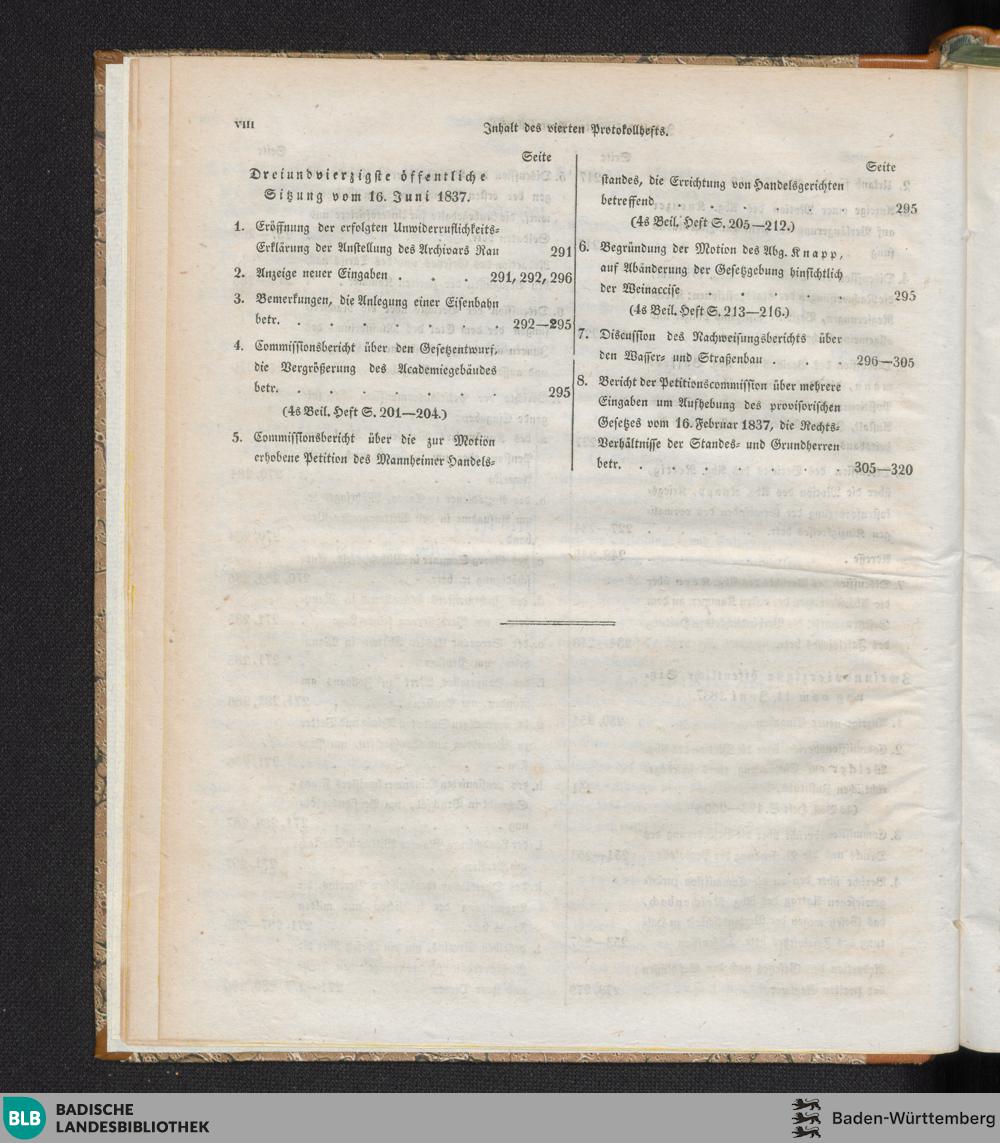 VIII
Inhalt des vierten Protokollhefts.
Seite
Dreiundvierzigste öffentliche
Sitzung vom 16. Juni 1837.
1. Eröffnung der erfolgten Unwiderruflichkeits-
Erklärung der Anstellung des Archivars Rau 291
2. Anzeige neuer Eingaben . . . 291, 292, 296
3. Bemerkungen, die Anlegung einer Eisenbahn
betr. . . . . . . 292—295
4. Commissionsbericht über den Gesetzentwurf,
die Vergrößerung des Academiegebäudes
betr. . . . . . . 295
(4s Beil. Heft S. 201—204.)
5. Commissionsbericht über die zur Motion
erhobene Petition des Mannheimer Handels-
Seite
standes, die Errichtung von Handelsgerichten
betreffend . . . . . . 295
(4s Beil. Heft S. 205—212.)
6. Begründung der Motion des Abg. Knapp,
auf Abänderung der Gesetzgebung hinsichtlich
der Weinaccise . . . . . 295
(4s Beil. Heft S. 213—216.)
7. Discussion des Nachweisungsberichts über
den Wasser- und Straßenbau . . . . 296—305
8. Bericht der Petitionscommission über mehrere
Eingaben um Aufhebung des provisorischen
Gesetzes vom 16. Februar 1837, die Rechts-
Verhältnisse der Standes- und Grundherren
betr. . . . . . . . . 305—320
BLB
BADISCHE
LANDESBIBLIOTHEK
Baden-Württemberg